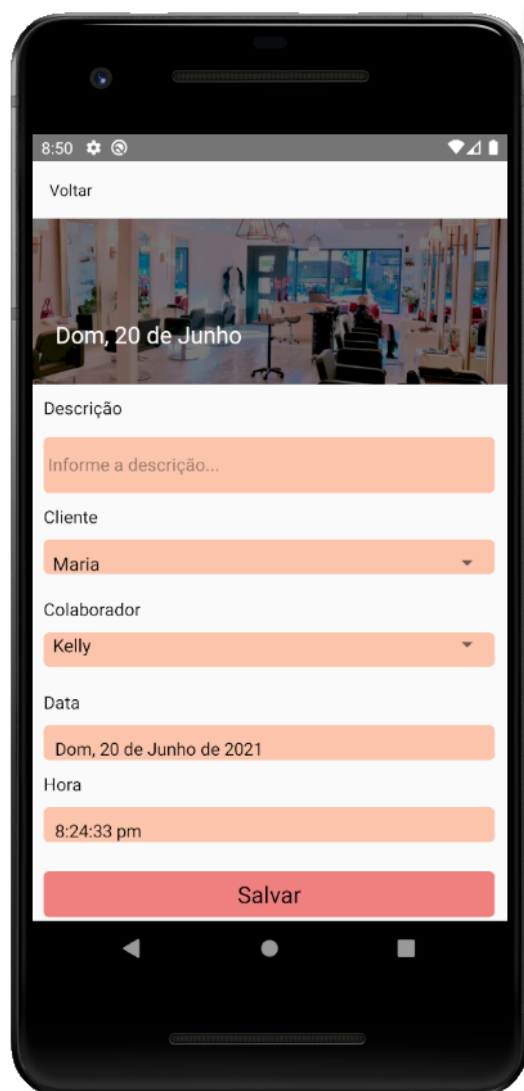 8:50
Voltar
Dom, 20 de Junho
Descrição
Informe a descrição...
Cliente
Maria
Colaborador
Kelly
Data
Dom, 20 de Junho de 2021
Hora
8:24:33 pm
Salvar